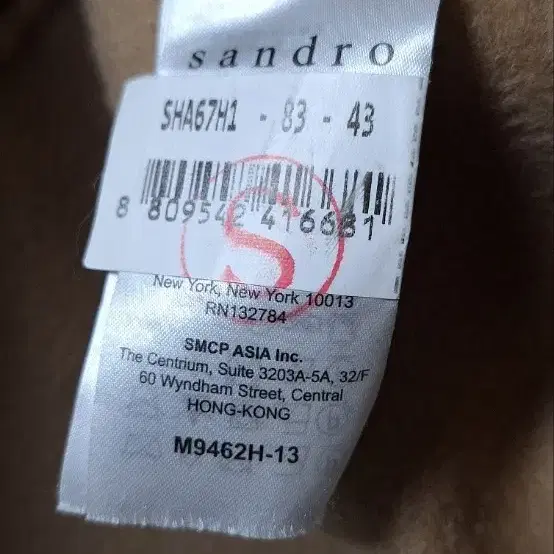 sandro
SHA67H1 - 83 - 43
8 809542 416681
S
New York, New York 10013
RN132784
SMCP ASIA Inc.
The Centrium, Suite 3203A-5A, 32/F
60 Wyndham Street, Central
HONG-KONG
M9462H-13